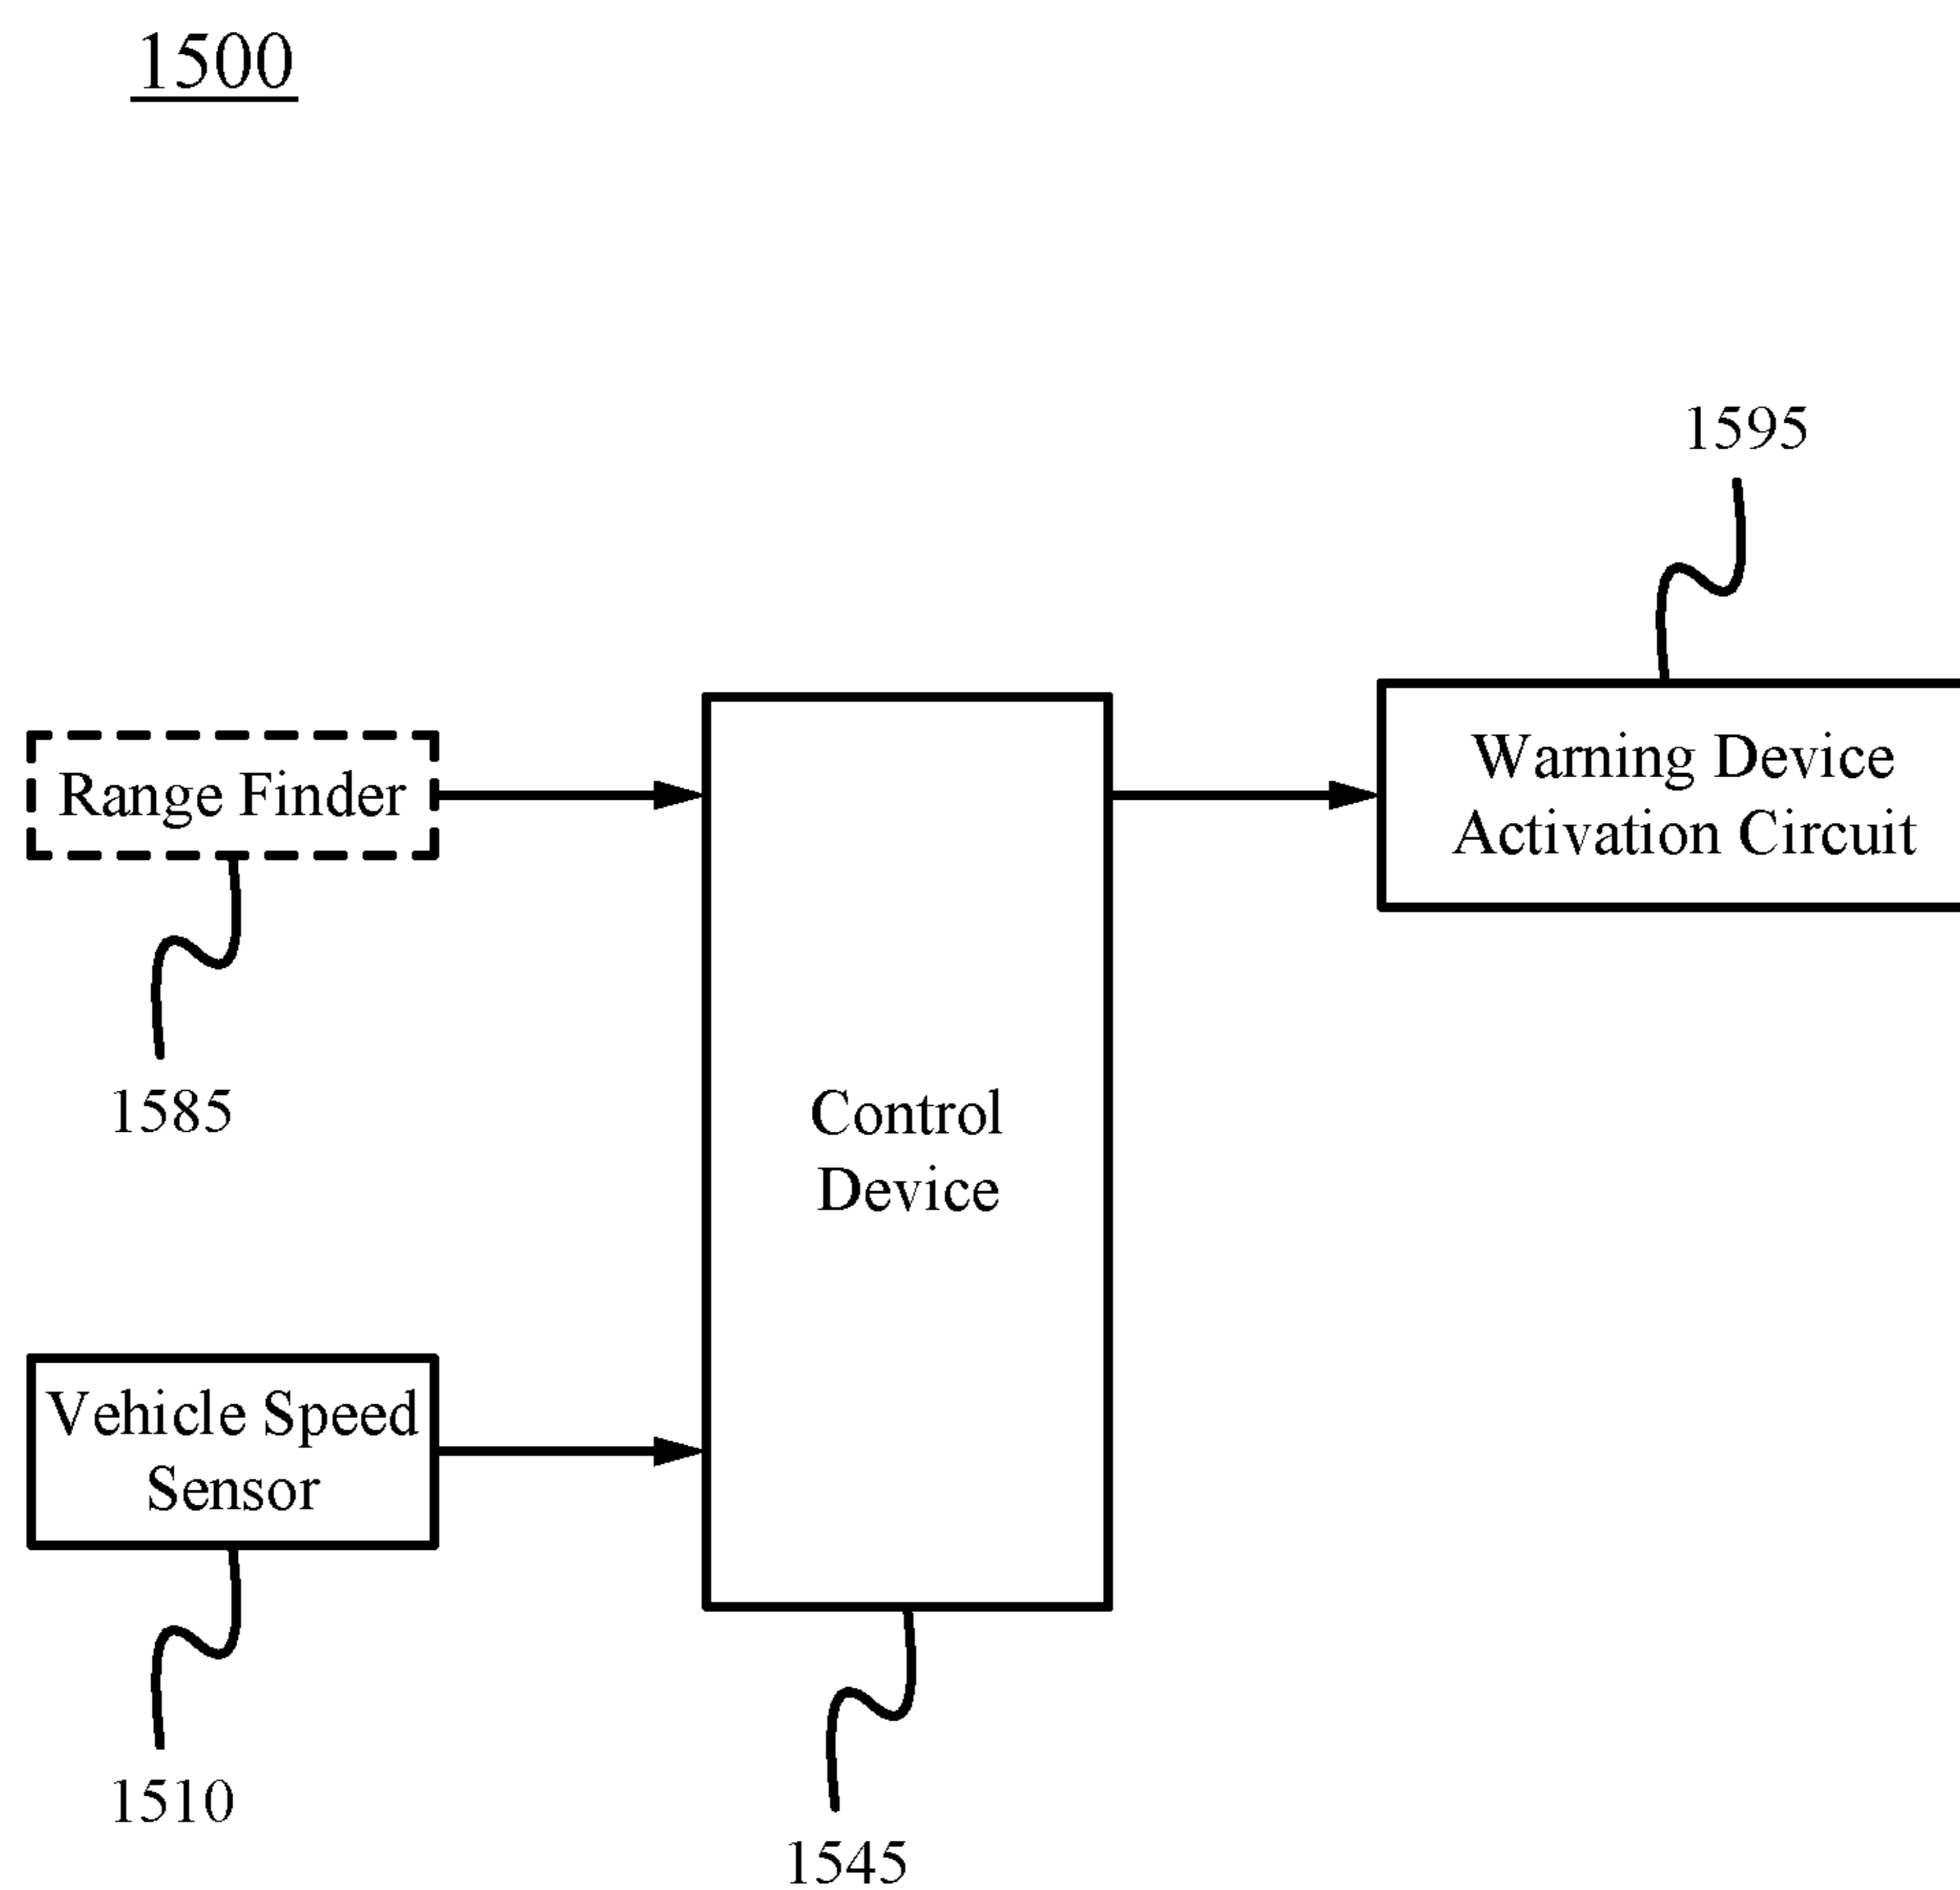 1500
1595
Warning Device
Activation Circuit
Range Finder
1585
Control
Device
Vehicle Speed
Sensor
1510
1545